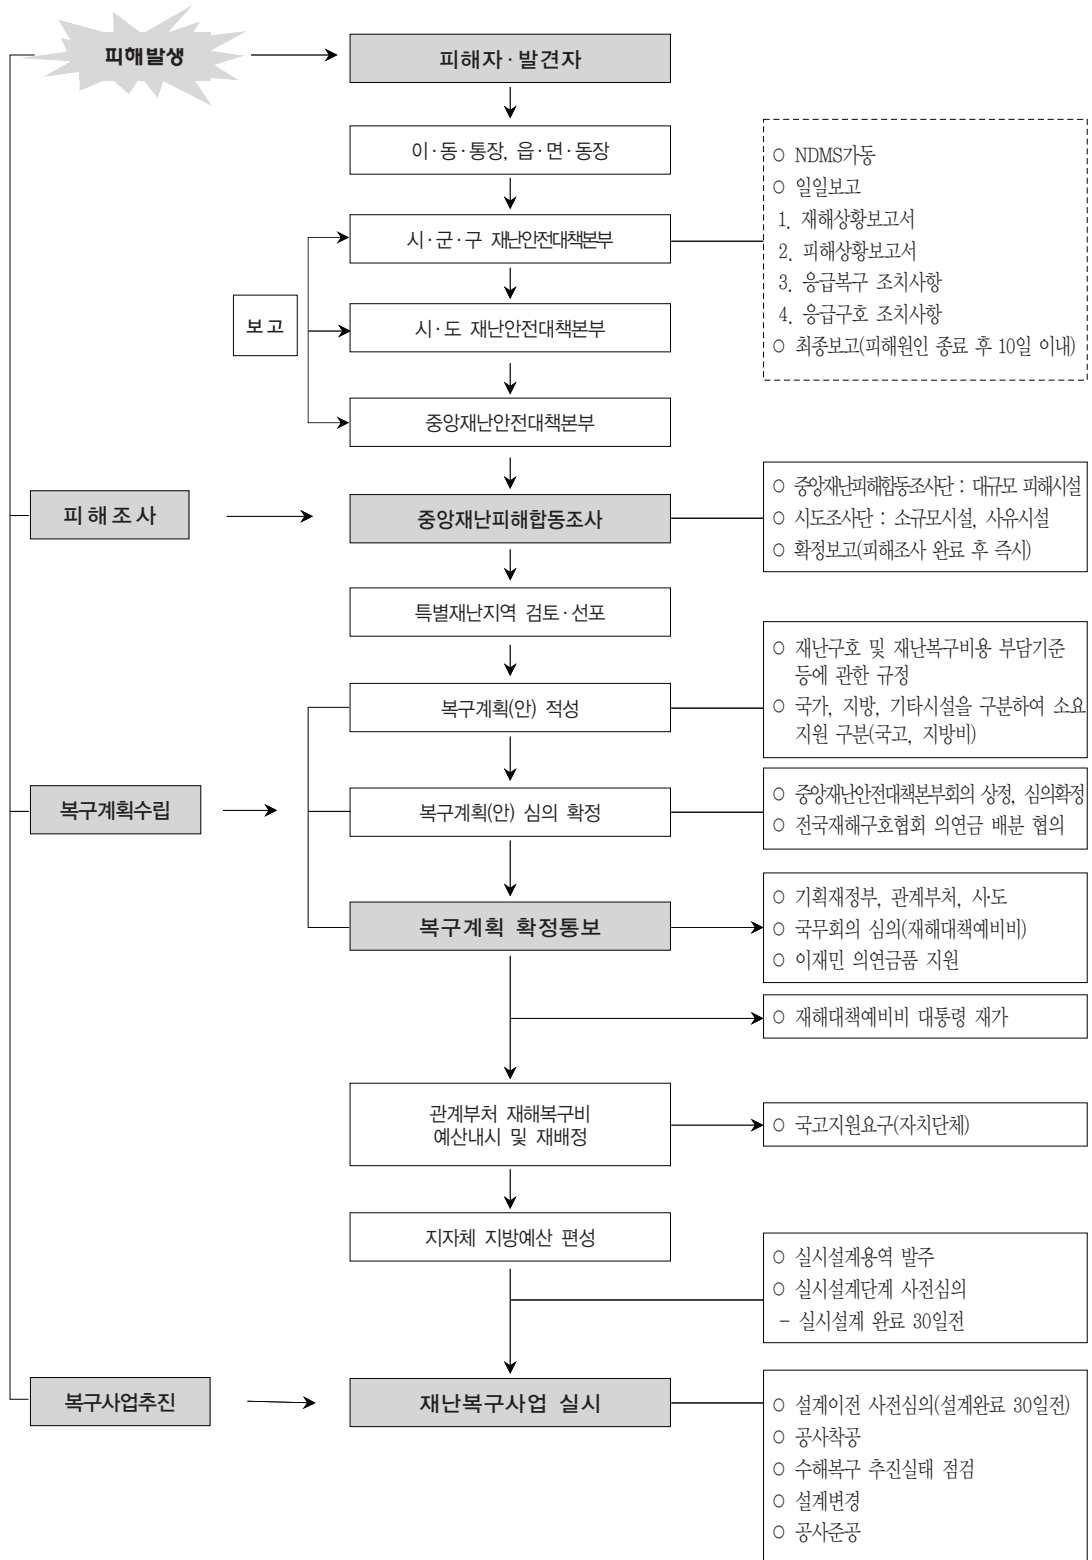 피해발생
피해자·발견자
이·동·통장, 읍·면·동장
시·군·구 재난안전대책본부
보고
시·도 재난안전대책본부
중앙재난안전대책본부
○ NDMS가동
○ 일일보고
1. 재해상황보고서
2. 피해상황보고서
3. 응급복구 조치사항
4. 응급구호 조치사항
○ 최종보고(피해원인 종료 후 10일 이내)
피해조사
중앙재난피해합동조사
○ 중앙재난피해합동조사단 : 대규모 피해시설
○ 시도조사단 : 소규모시설, 사유시설
○ 확정보고(피해조사 완료 후 즉시)
특별재난지역 검토·선포
복구계획(안) 적성
○ 재난구호 및 재난복구비용 부담기준
등에 관한 규정
○ 국가, 지방, 기타시설을 구분하여 소요
지원 구분(국고, 지방비)
복구계획수립
복구계획(안) 심의 확정
○ 중앙재난안전대책본부회의 상정, 심의확정
○ 전국재해구호협회 의연금 배분 협의
복구계획 확정통보
○ 기획재정부, 관계부처, 시·도
○ 국무회의 심의(재해대책예비비)
○ 이재민 의연금품 지원
○ 재해대책예비비 대통령 재가
관계부처 재해복구비
예산내시 및 재배정
○ 국고지원요구(자치단체)
지자체 지방예산 편성
○ 실시설계용역 발주
○ 실시설계단계 사전심의
- 실시설계 완료 30일전
복구사업추진
재난복구사업 실시
○ 설계이전 사전심의(설계완료 30일전)
○ 공사착공
○ 수해복구 추진실태 점검
○ 설계변경
○ 공사준공